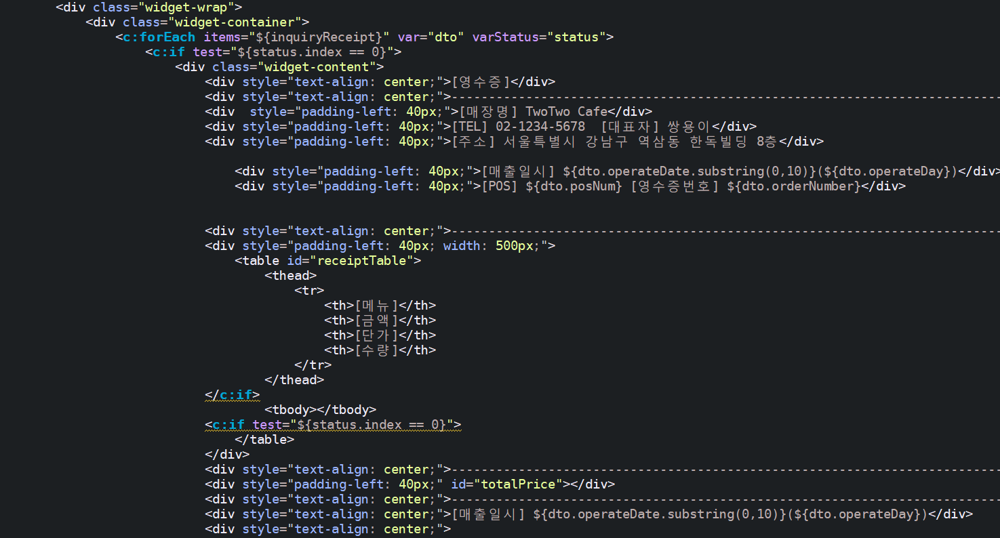 <div class="widget-wrap">
<div class="widget-container">
<c:forEach items="${inquiryReceipt}" var="dto" varStatus="status">
<c:if test="${status.index == 0}">
<div class="widget-content">
<div style="text-align: center;">[영수증]</div>
<div style="text-align: center;">--------------------------------------------------------------------------
<div  style="padding-left: 40px;">[매장명] TwoTwo Cafe</div>
<div style="padding-left: 40px;">[TEL] 02-1234-5678  [대표자] 쌍용이</div>
<div style="padding-left: 40px;">[주소] 서울특별시 강남구 역삼동 한독빌딩 8층</div>
<div style="padding-left: 40px;">[매출일시] ${dto.operateDate.substring(0,10)}(${dto.operateDay})</div>
<div style="padding-left: 40px;">[POS] ${dto.posNum} [영수증번호] ${dto.orderNumber}</div>
<div style="text-align: center;">--------------------------------------------------------------------------
<div style="padding-left: 40px; width: 500px;">
<table id="receiptTable">
<thead>
<tr>
<th>[메뉴]</th>
<th>[금액]</th>
<th>[단가]</th>
<th>[수량]</th>
</tr>
</thead>
</c:if>
<tbody></tbody>
<c:if test="${status.index == 0}">
</table>
</div>
<div style="text-align: center;">--------------------------------------------------------------------------
<div style="padding-left: 40px;" id="totalPrice"></div>
<div style="text-align: center;">--------------------------------------------------------------------------
<div style="text-align: center;">[매출일시] ${dto.operateDate.substring(0,10)}(${dto.operateDay})</div>
<div style="text-align: center;">